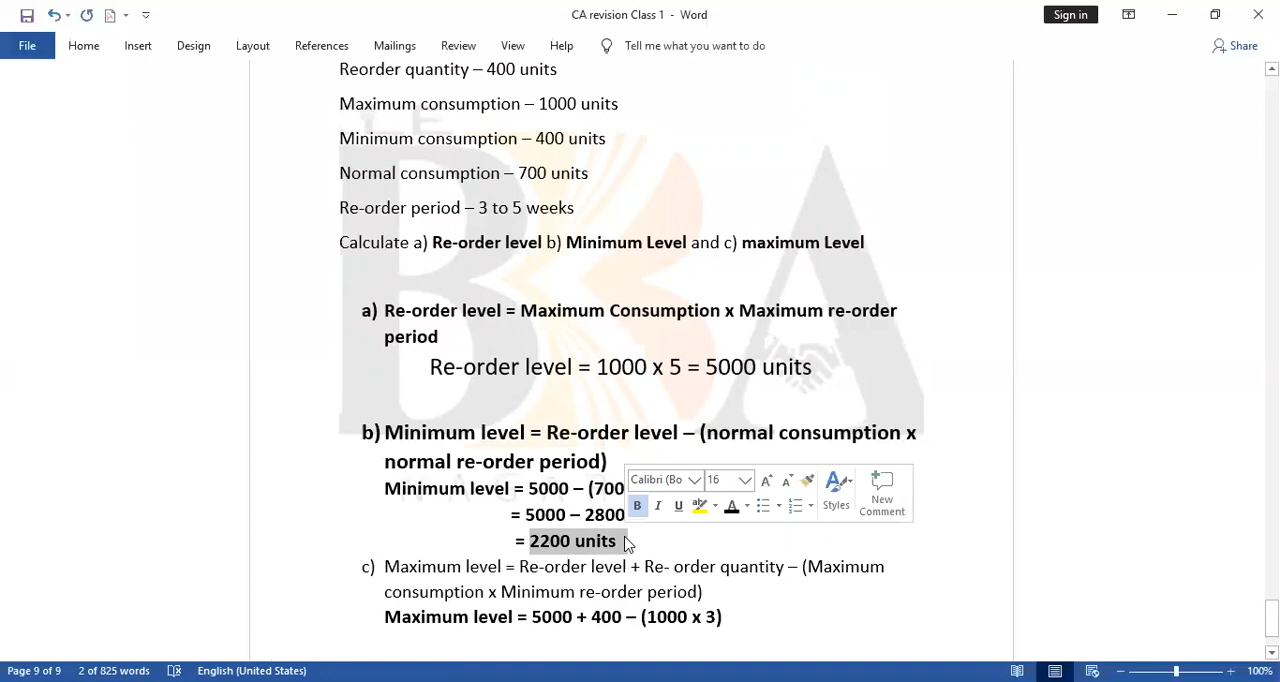 CA revision Class 1 - Word
Sign in
File Home Insert Design Layout References Mailings Review View Help Tell me what you want to do Share
Reorder quantity – 400 units
Maximum consumption – 1000 units
Minimum consumption – 400 units
Normal consumption – 700 units
Re-order period – 3 to 5 weeks
Calculate a) Re-order level b) Minimum Level and c) maximum Level
a) Re-order level = Maximum Consumption x Maximum re-order
period
Re-order level = 1000 x 5 = 5000 units
b) Minimum level = Re-order level – (normal consumption x
normal re-order period)
Minimum level = 5000 – (700
= 5000 – 2800
= 2200 units
Calibri (Bo 16
B I U ab A Styles New
Comment
c) Maximum level = Re-order level + Re- order quantity – (Maximum
consumption x Minimum re-order period)
Maximum level = 5000 + 400 – (1000 x 3)
BBA
Page 9 of 9 2 of 825 words English (United States) 100%